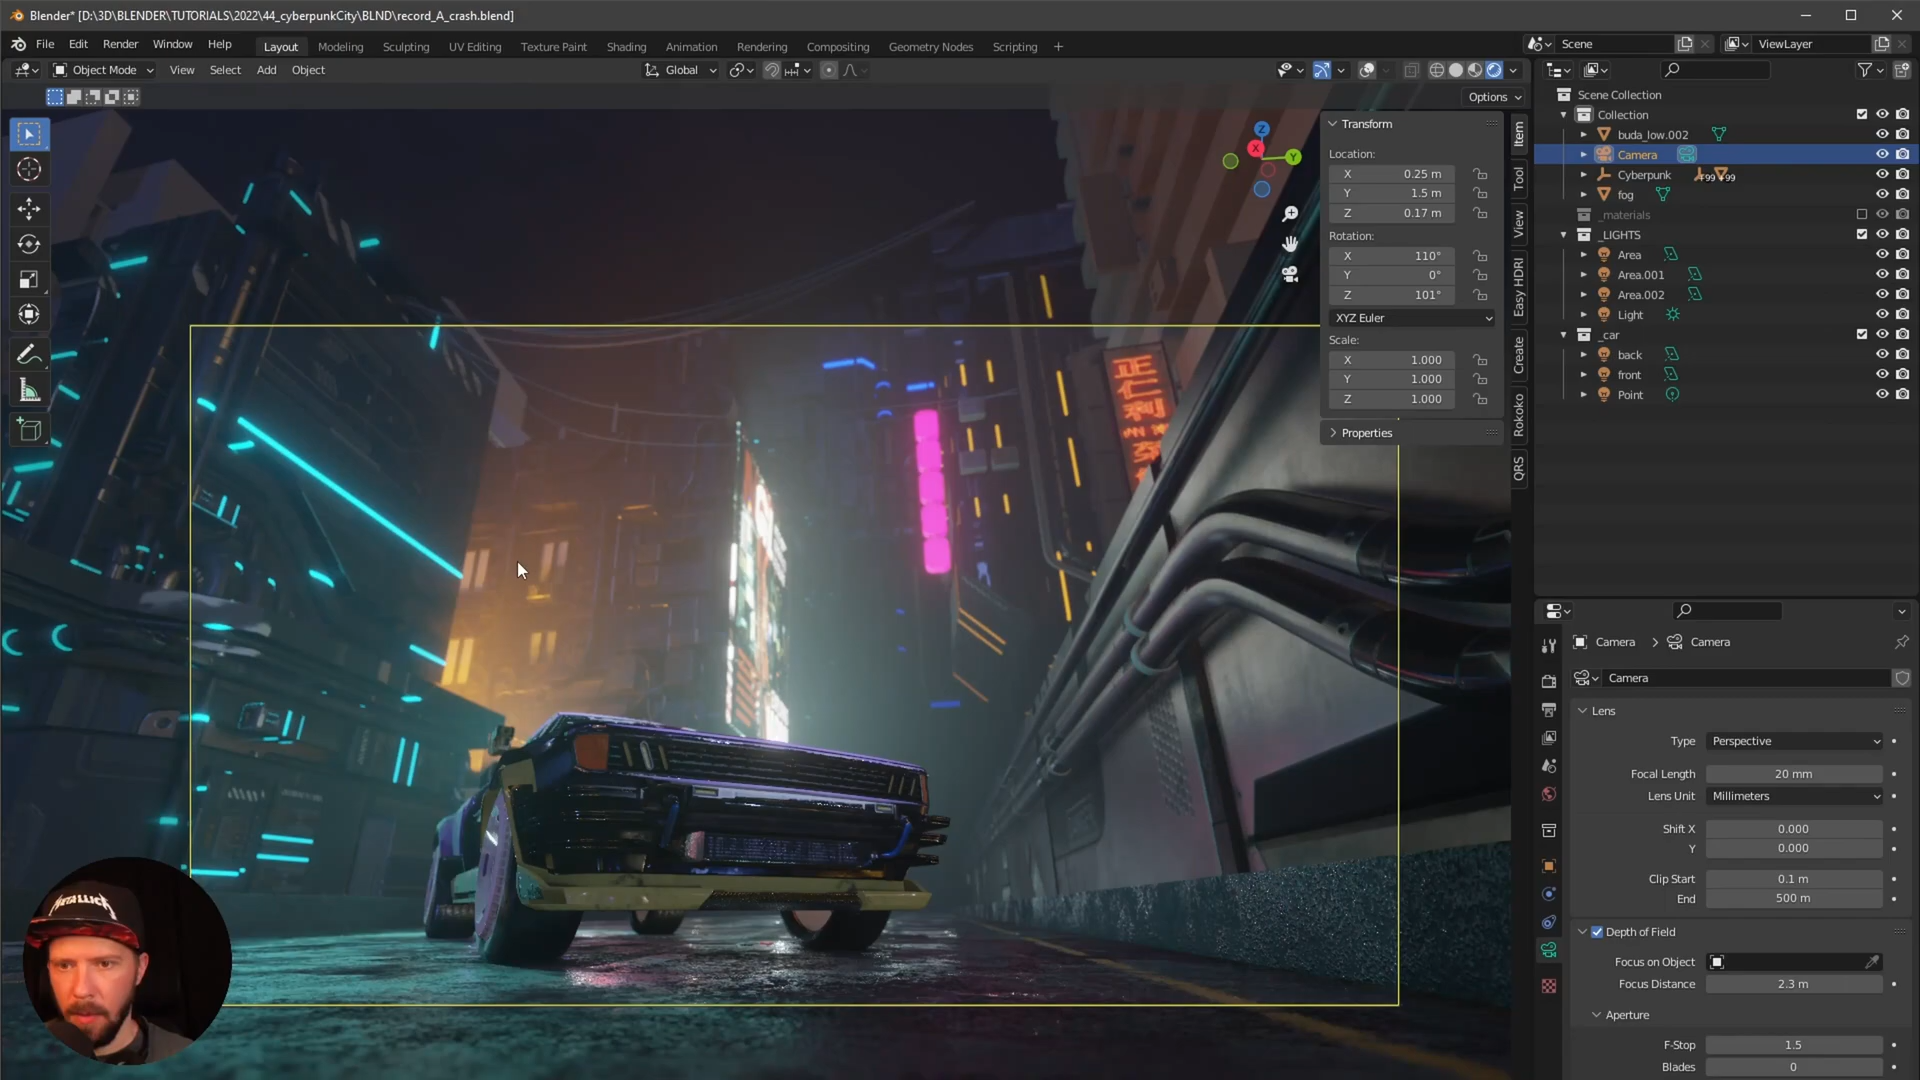 Blender* [D:\3D\BLENDER\TUTORIALS\2022\44_cyberpunkCity\BLND\record_A_crash.blend]
File Edit Render Window Help Layout Modeling Sculpting UV Editing Texture Paint Shading Animation Rendering Compositing Geometry Nodes Scripting + Scene ViewLayer
Object Mode View Select Add Object Global
Options
Scene Collection
Collection
buda_low.002
Camera
Cyberpunk +99 +99
fog
_materials
_LIGHTS
Area
Area.001
Area.002
Light
_car
back
front
Point
Z
X
Y
Transform
Location:
X 0.25 m
Y 1.5 m
Z 0.17 m
Rotation:
X 110°
Y 0°
Z 101°
XYZ Euler
Scale:
X 1.000
Y 1.000
Z 1.000
Properties
Item
Tool
View
Easy HDRI
Create
Rokoko
QRS
正
仁
利
Camera > Camera
Camera
Lens
Type Perspective
Focal Length 20 mm
Lens Unit Millimeters
Shift X 0.000
Y 0.000
Clip Start 0.1 m
End 500 m
Depth of Field
Focus on Object
Focus Distance 2.3 m
Aperture
F-Stop 1.5
Blades 0
METALLICA